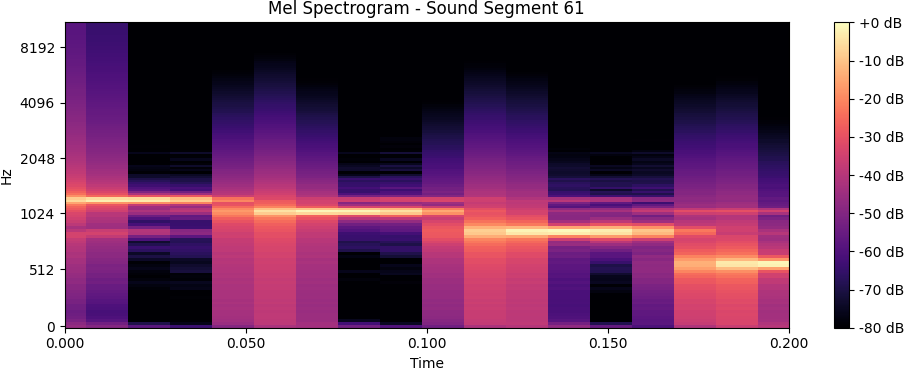 Mel Spectrogram - Sound Segment 61
Hz
8192
4096
2048
1024
512
0
0.000
0.050
0.100
0.150
0.200
Time
+0 dB
-10 dB
-20 dB
-30 dB
-40 dB
-50 dB
-60 dB
-70 dB
-80 dB